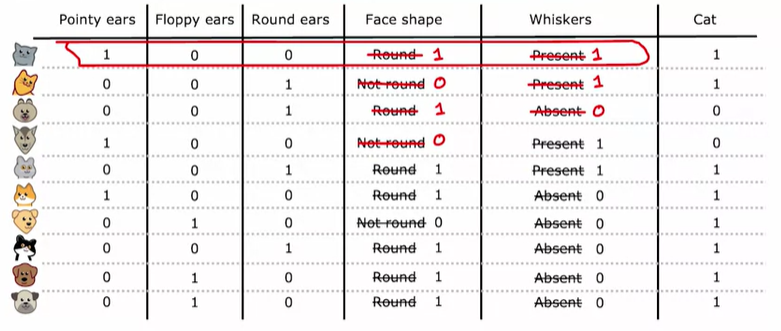 Pointy ears Floppy ears Round ears Face shape Whiskers Cat
1 0 0 Round 1 Present 1 1
0 0 1 Not round 0 Present 1 1
0 0 1 Round 1 Absent 0 0
1 0 0 Not round 0 Present 1 0
0 0 1 Round 1 Present 1 1
1 0 0 Round 1 Absent 0 1
0 1 0 Not round 0 Absent 0 1
0 0 1 Round 1 Absent 0 1
0 1 0 Round 1 Absent 0 1
0 1 0 Round 1 Absent 0 1